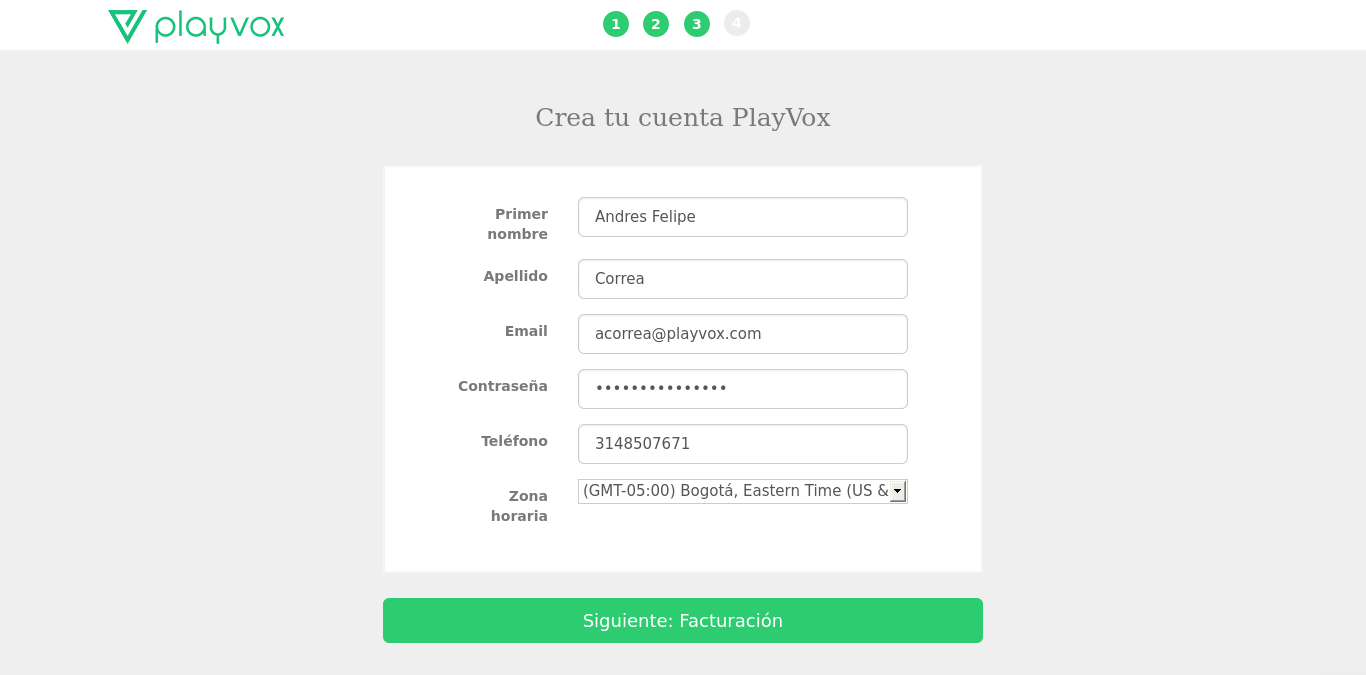 playvox
1 2 3 4
Crea tu cuenta PlayVox
Primer nombre
Andres Felipe
Apellido
Correa
Email
acorrea@playvox.com
Contraseña
•••••••••••••••
Teléfono
3148507671
Zona horaria
(GMT-05:00) Bogotá, Eastern Time (US &
Siguiente: Facturación